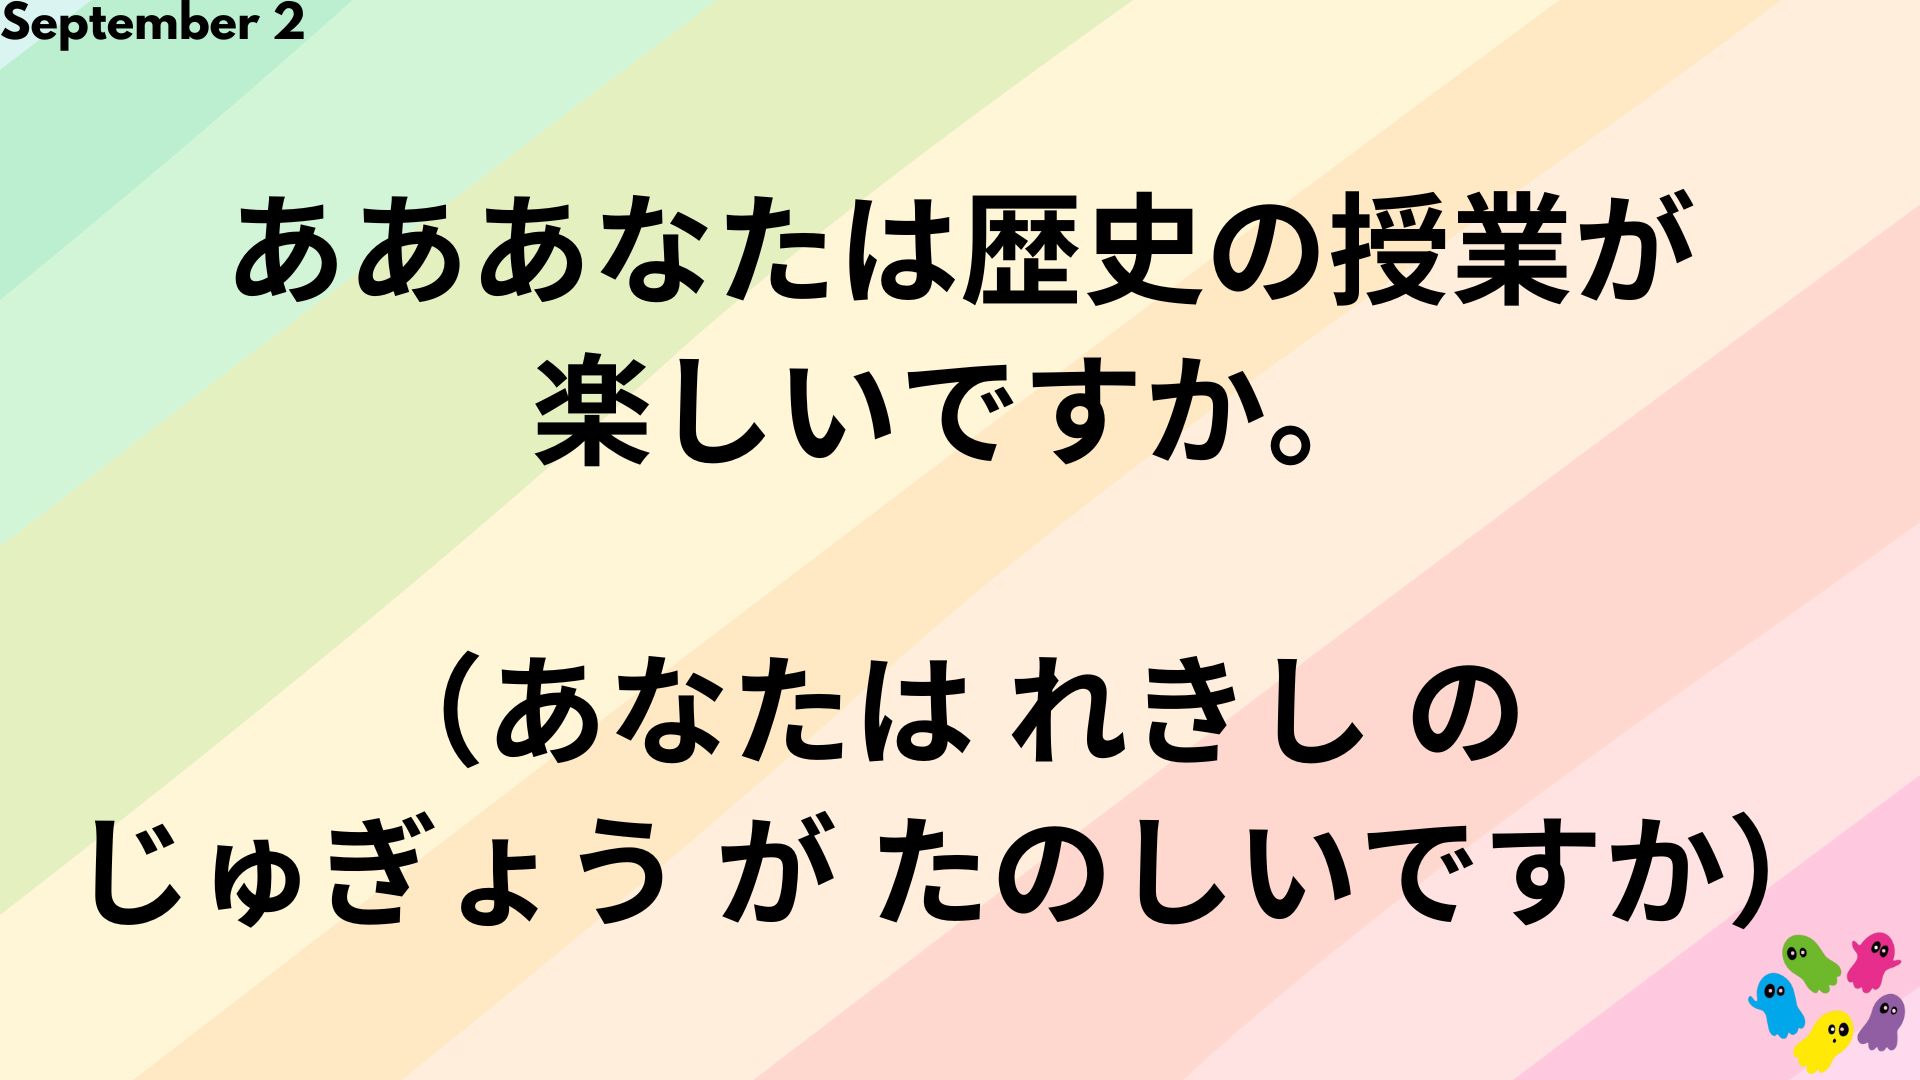 September 2
あああなたは歴史の授業が
楽しいですか。
（あなたは れきし の
じゅぎょう が たのしいですか）